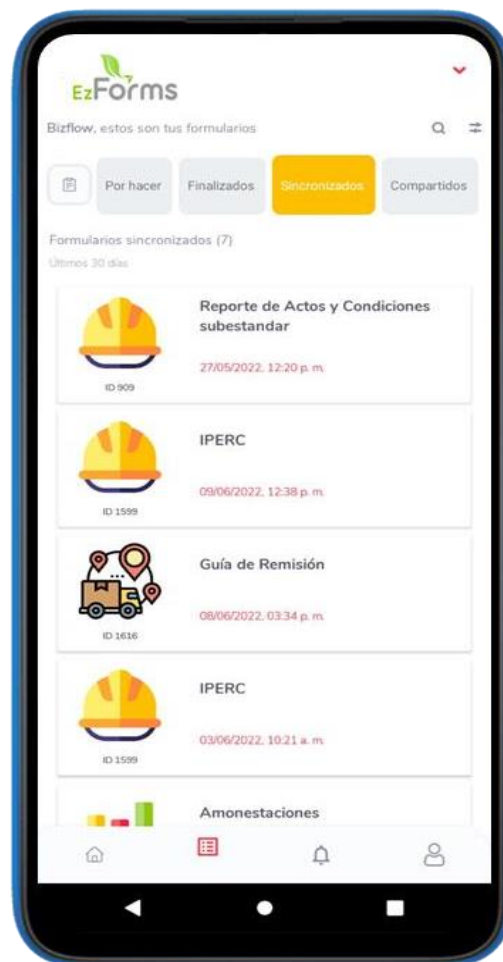 EzForms
Bizflow, estos son tus formularios
Por hacer
Finalizados
Sincronizados
Compartidos
Formularios sincronizados (7)
Últimos 30 días
Reporte de Actos y Condiciones
subestandar
27/05/2022, 12:20 p. m.
ID 909
IPERC
09/06/2022, 12:38 p. m.
ID 1599
Guía de Remisión
08/06/2022, 03:34 p. m.
ID 1616
IPERC
03/06/2022, 10:21 a. m.
ID 1599
Amonestaciones